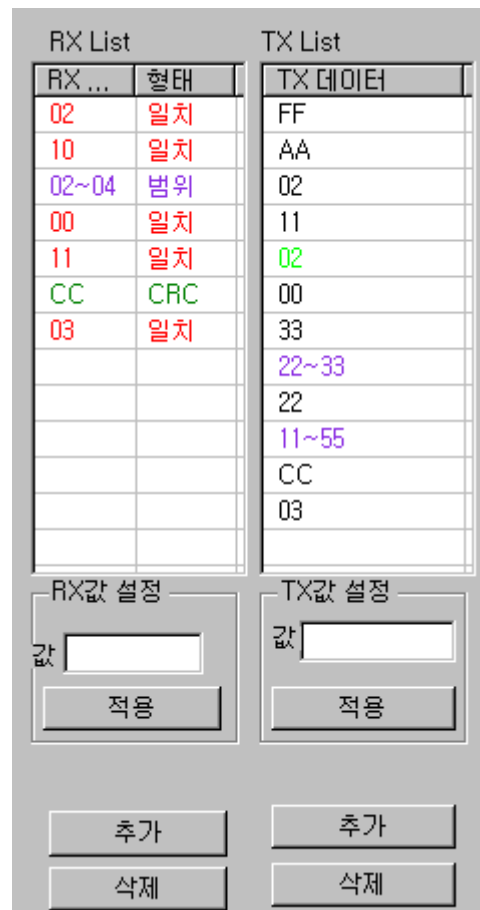 RX List TX List
RX ... 형태 TX 데이터
02 일치 FF
10 일치 AA
02~04 범위 02
00 일치 11
11 일치 02
CC CRC 00
03 일치 33
22~33
22
11~55
CC
03
RX값 설정 TX값 설정
값 값
적용 적용
추가 추가
삭제 삭제